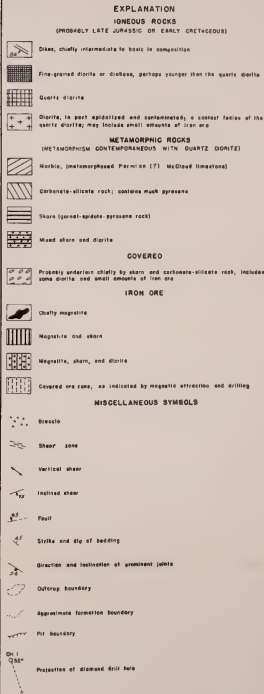 EXPLANATION
IGNEOUS ROCKS
(PROBABLY LATE JURASSIC OR EARLY CRETACEOUS)
Dikes, chiefly intermediate to basic in composition
Fine-grained diorite or diabase, perhaps younger than the quartz diorite
Quartz diorite
Diorite, in part epidotized and contaminated; a contact facies of the
quartz diorite; may include small amounts of iron ore
METAMORPHIC ROCKS
(METAMORPHISM CONTEMPORANEOUS WITH QUARTZ DIORITE)
Marble, (metamorphosed Permian (?) McCloud limestone)
Carbonate-silicate rock; contains much pyroxene
Skarn (garnet-epidote-pyroxene rock)
Mixed skarn and diorite
COVERED
Probably underlain chiefly by skarn and carbonate-silicate rock, includes
some diorite and small amounts of iron ore
IRON ORE
Chiefly magnetite
Magnetite and skarn
Magnetite, skarn, and diorite
Covered ore zone, as indicated by magnetic attraction and drilling
MISCELLANEOUS SYMBOLS
Breccia
Shear zone
Vertical shear
75 Inclined shear
Fault
65 Strike and dip of bedding
Direction and inclination of prominent joints
Outcrop boundary
Approximate formation boundary
Pit boundary
DH 1
52° Projection of diamond drill hole